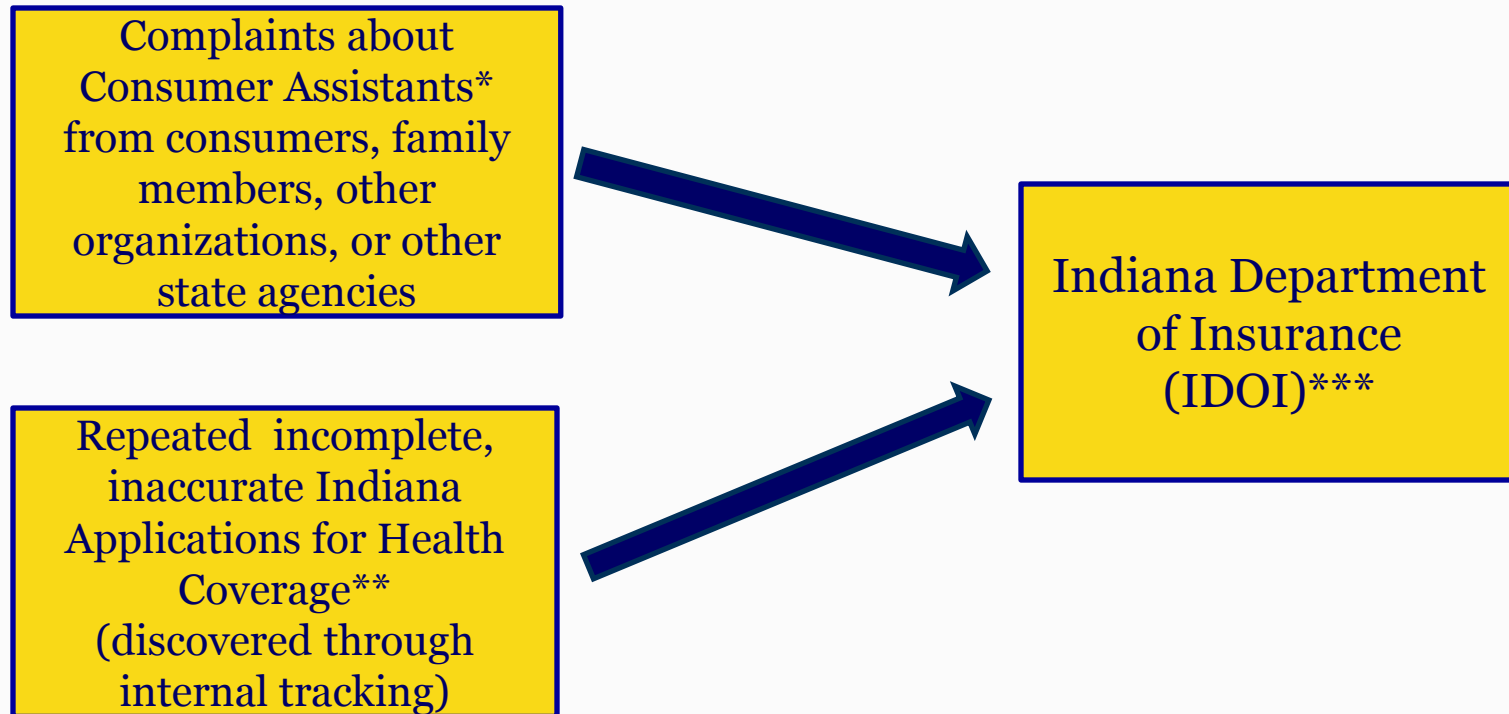 Complaints about
Consumer Assistants*
from consumers, family
members, other
organizations, or other
state agencies
Repeated incomplete,
inaccurate Indiana
Applications for Health
Coverage**
(discovered through
internal tracking)
Indiana Department
of Insurance
(IDOI)***